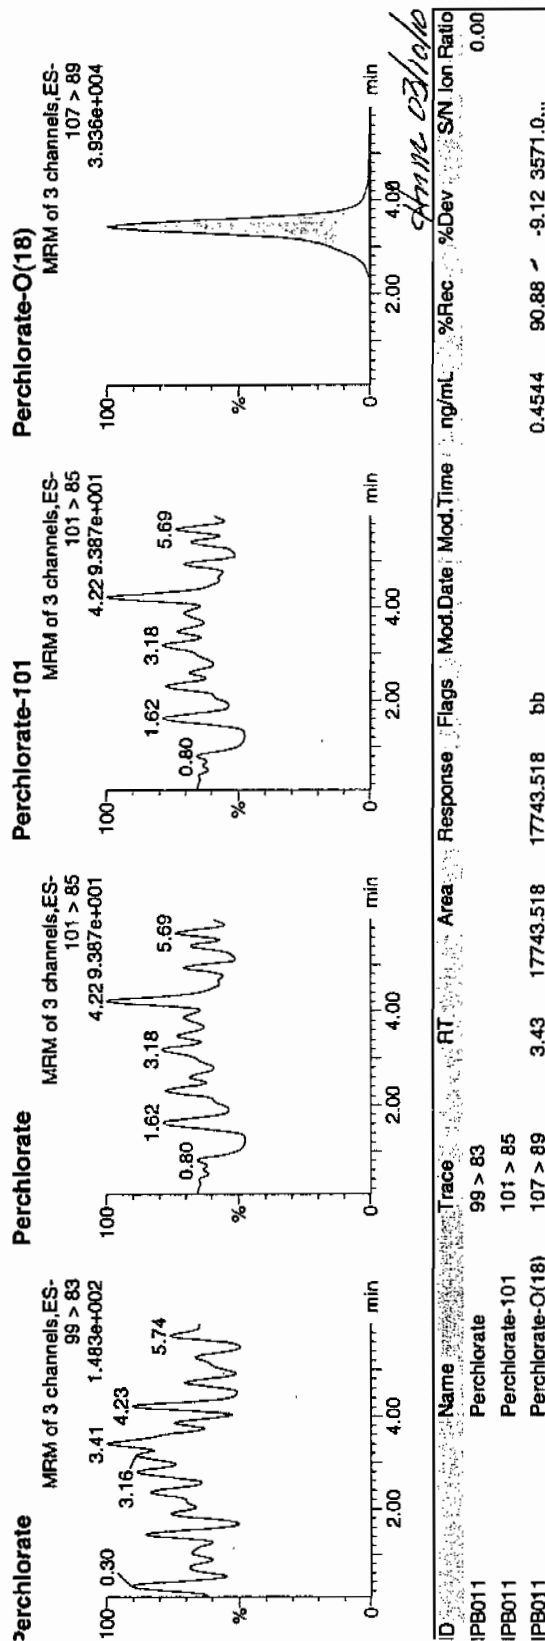 Perchlorate
MRM of 3 channels,ES-
99 > 83
1.483e+002
100
%
0
0.30
3.16
3.41
4.23
5.74
2.00
4.00
min
Perchlorate
MRM of 3 channels,ES-
101 > 85
9.387e+001
100
%
0
0.80
1.62
3.18
4.22
5.69
2.00
4.00
min
Perchlorate-101
MRM of 3 channels,ES-
101 > 85
9.387e+001
100
%
0
0.80
1.62
3.18
4.22
5.69
2.00
4.00
min
Perchlorate-O(18)
MRM of 3 channels,ES-
107 > 89
3.936e+004
100
%
0
2.00
4.00
min
03/10/10
ID Name Trace RT Area Response Flags Mod.Date Mod.Time ng/mL %Rec %Dev S/N Ion Ratio
IPB011 Perchlorate 99 > 83 0.00
IPB011 Perchlorate-101 101 > 85
IPB011 Perchlorate-O(18) 107 > 89 3.43 17743.518 17743.518 bb 0.4544 90.88 -9.12 3571.0...